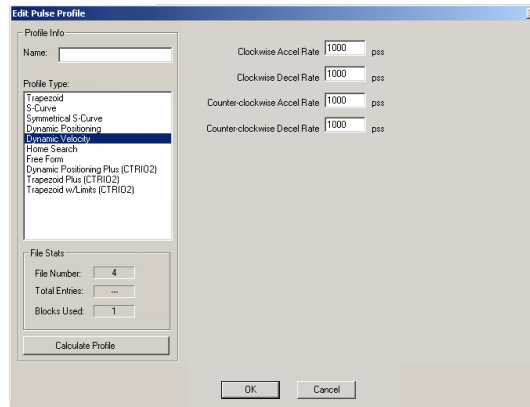 Edit Pulse Profile
Profile Info
Name:
Profile Type:
Trapezoid
S-Curve
Symmetrical S-Curve
Dynamic Positioning
Dynamic Velocity
Home Search
Free Form
Dynamic Positioning Plus (CTRIO2)
Trapezoid Plus (CTRIO2)
Trapezoid w/Limits (CTRIO2)
File Stats
File Number: 4
Total Entries: ---
Blocks Used: 1
Calculate Profile
Clockwise Accel Rate 1000 pss
Clockwise Decel Rate 1000 pss
Counter-clockwise Accel Rate 1000 pss
Counter-clockwise Decel Rate 1000 pss
OK Cancel